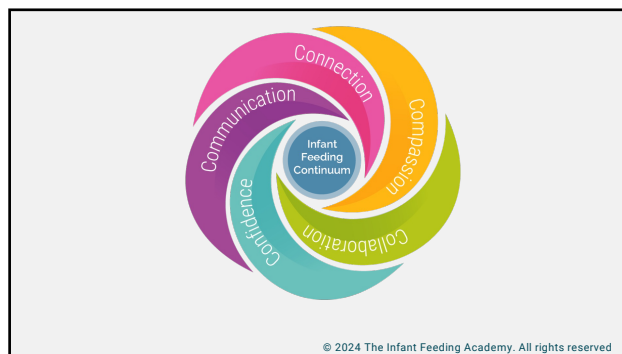 Connection
Compassion
Collaboration
Confidence
Communication
Infant
Feeding
Continuum
© 2024 The Infant Feeding Academy. All rights reserved